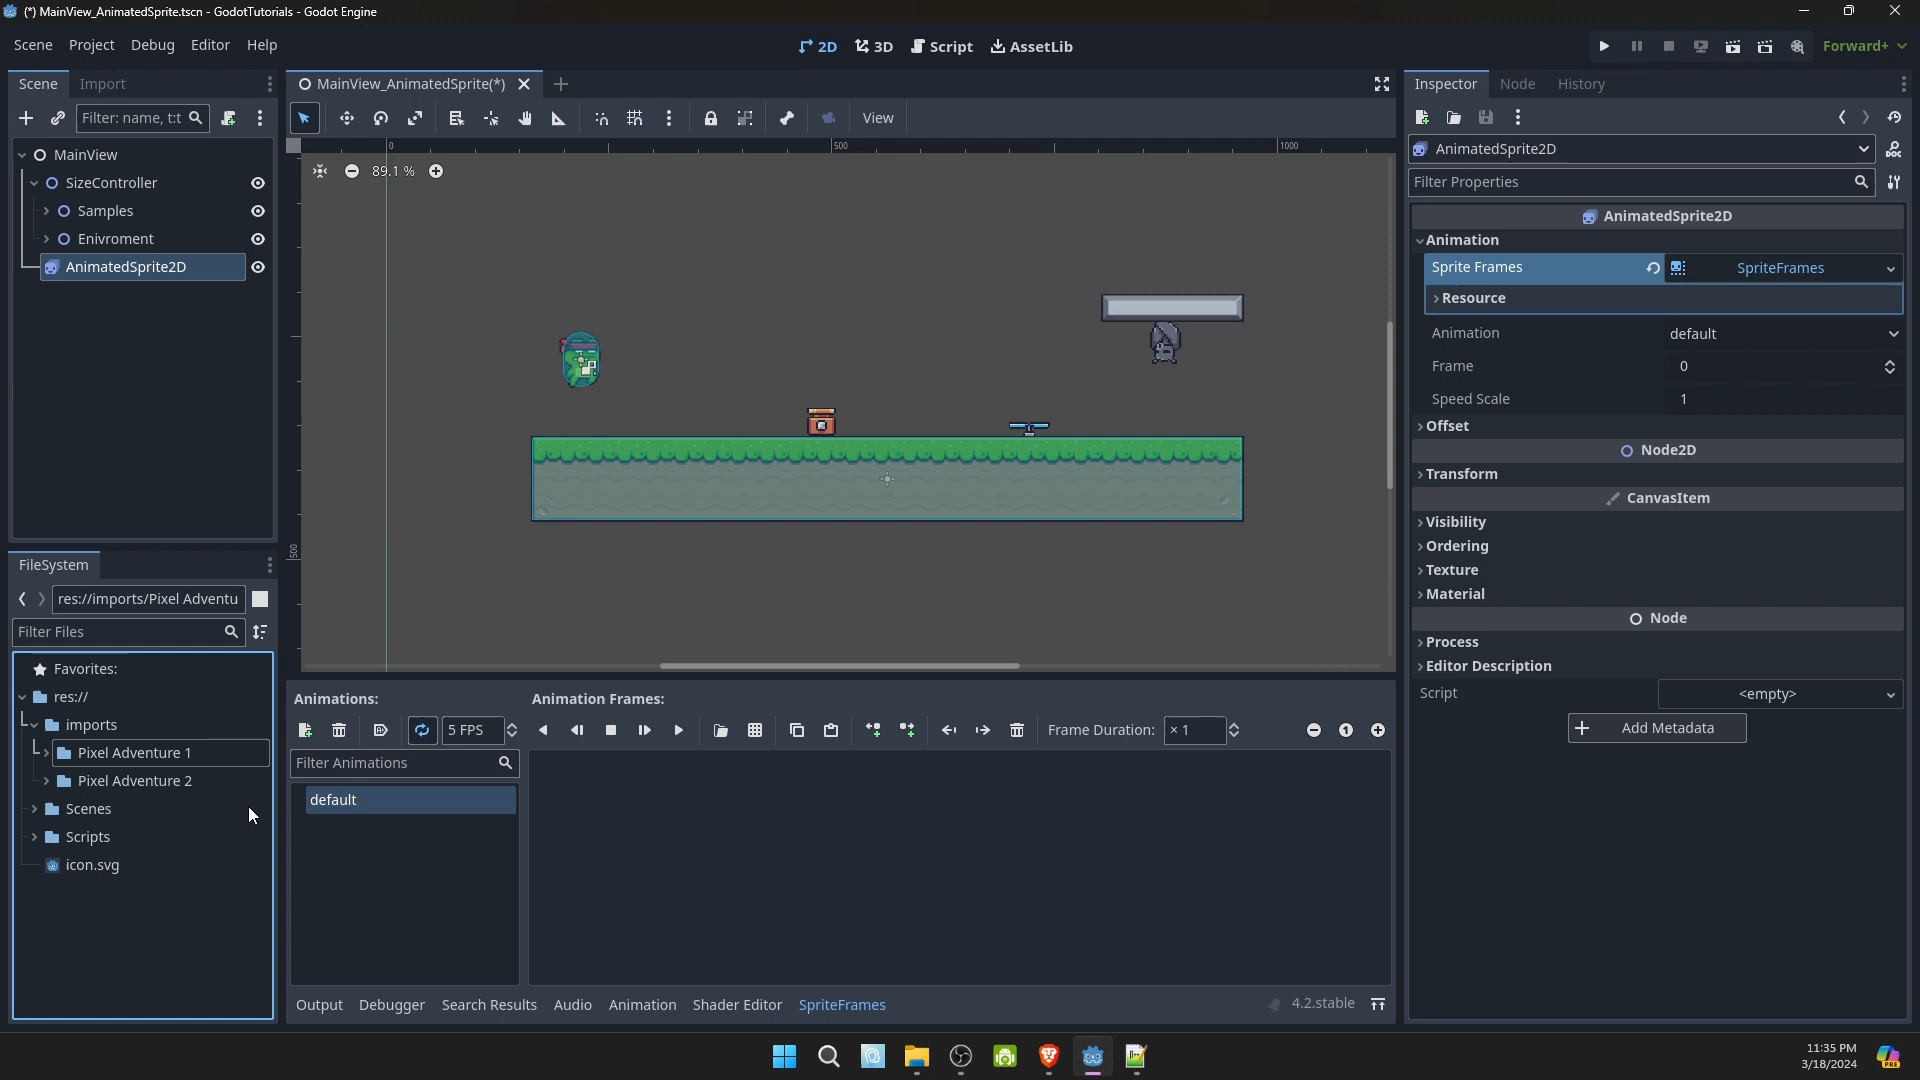 (*) MainView_AnimatedSprite.tscn - GodotTutorials - Godot Engine
Scene Project Debug Editor Help
2D 3D Script AssetLib
Forward+
Scene Import
MainView_AnimatedSprite(*)
Inspector Node History
Filter: name, t:t
View
AnimatedSprite2D
Filter Properties
MainView
SizeController
Samples
Enivroment
AnimatedSprite2D
0 500 1000
89.1 %
500
AnimatedSprite2D
Animation
Sprite Frames SpriteFrames
Resource
Animation default
Frame 0
Speed Scale 1
Offset
Node2D
Transform
CanvasItem
Visibility
Ordering
Texture
Material
Node
Process
Editor Description
Script <empty>
Add Metadata
FileSystem
res://imports/Pixel Adventu
Filter Files
Favorites:
res://
imports
Pixel Adventure 1
Pixel Adventure 2
Scenes
Scripts
icon.svg
Animations: Animation Frames:
5 FPS
Frame Duration: × 1
Filter Animations
default
Output Debugger Search Results Audio Animation Shader Editor SpriteFrames
4.2.stable
11:35 PM
3/18/2024
PRE